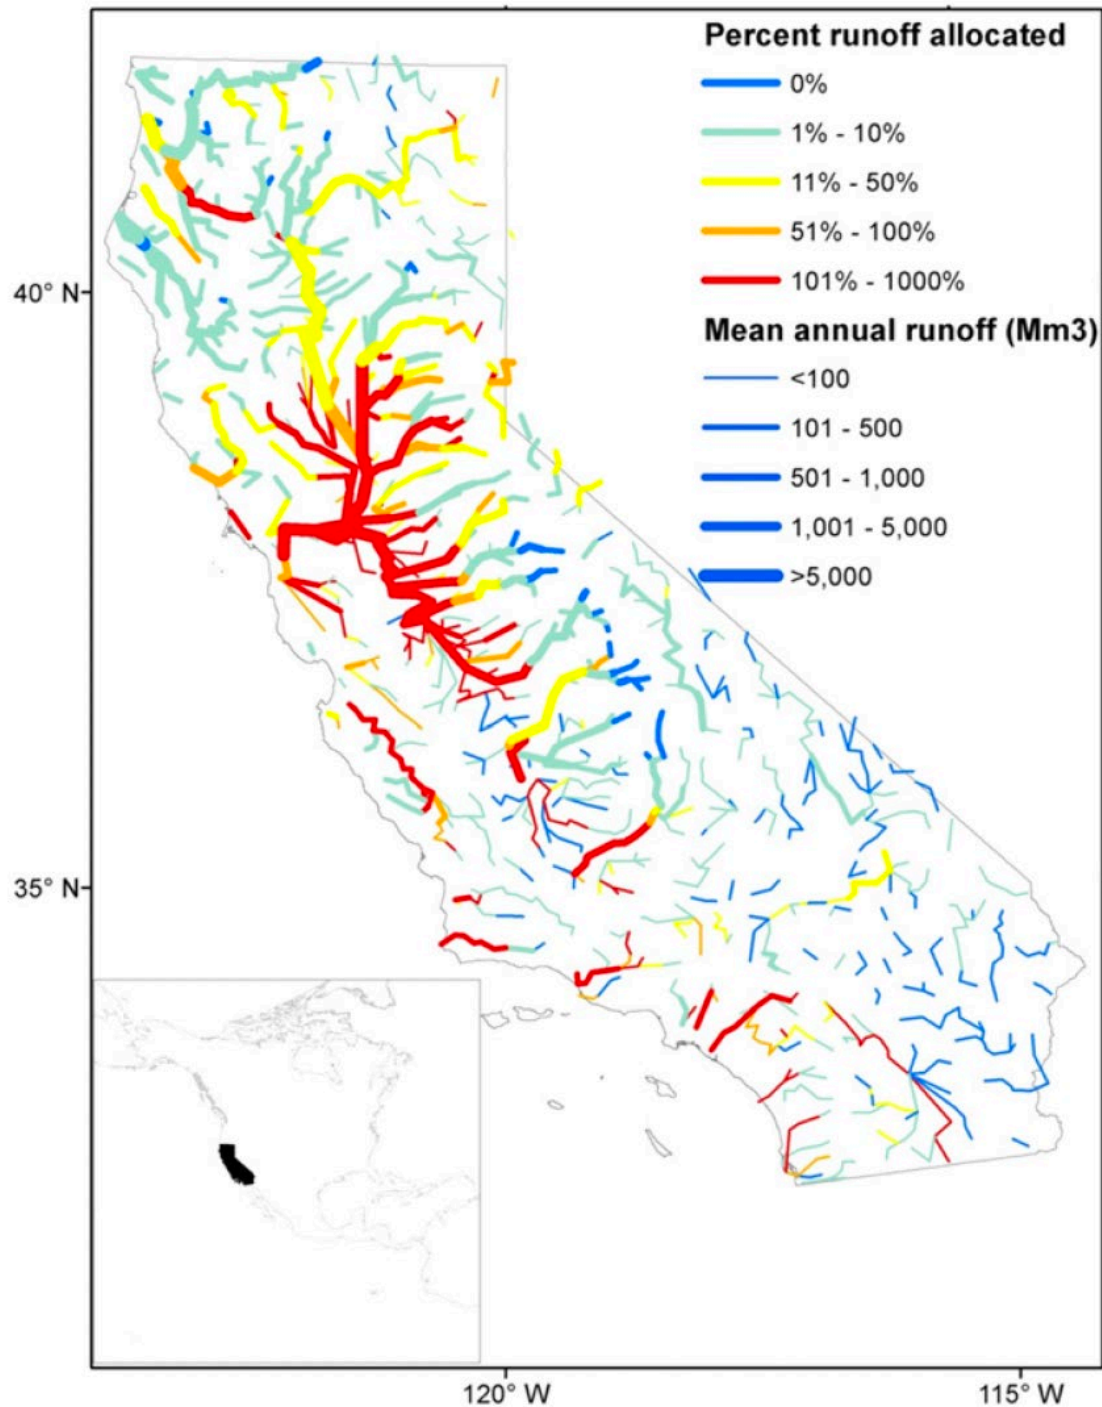 Percent runoff allocated
0%
1% - 10%
11% - 50%
51% - 100%
101% - 1000%
Mean annual runoff (Mm3)
<100
101 - 500
501 - 1,000
1,001 - 5,000
>5,000
40° N
35° N
120° W
115° W